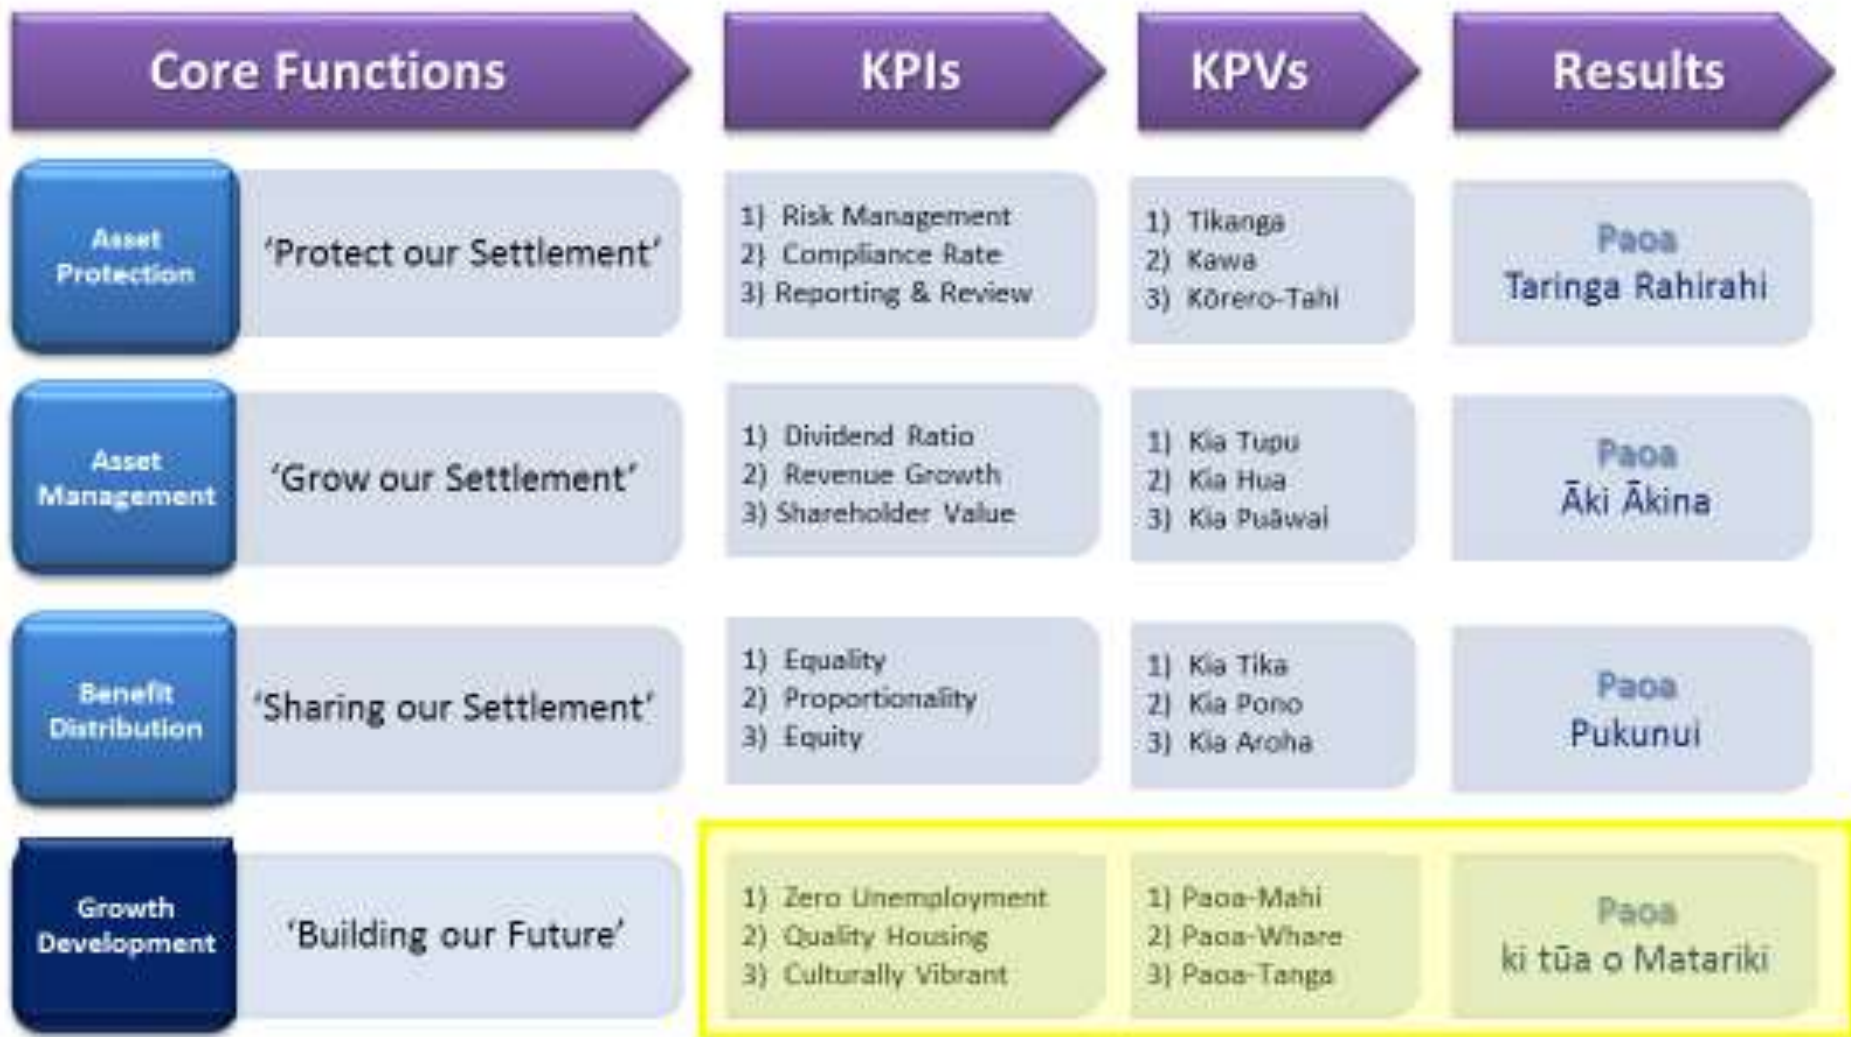 Core Functions
KPIs
KPVs
Results
Asset
Protection
‘Protect our Settlement’
1) Risk Management
2) Compliance Rate
3) Reporting & Review
1) Tikanga
2) Kawa
3) Kōrero-Tahi
Paoa
Taringa Rahirahi
Asset
Management
‘Grow our Settlement’
1) Dividend Ratio
2) Revenue Growth
3) Shareholder Value
1) Kia Tupu
2) Kia Hua
3) Kia Puāwai
Paoa
Āki Ākina
Benefit
Distribution
‘Sharing our Settlement’
1) Equality
2) Proportionality
3) Equity
1) Kia Tika
2) Kia Pono
3) Kia Aroha
Paoa
Pukunui
Growth
Development
‘Building our Future’
1) Zero Unemployment
2) Quality Housing
3) Culturally Vibrant
1) Paoa-Mahi
2) Paoa-Whare
3) Paoa-Tanga
Paoa
ki tūa o Matariki